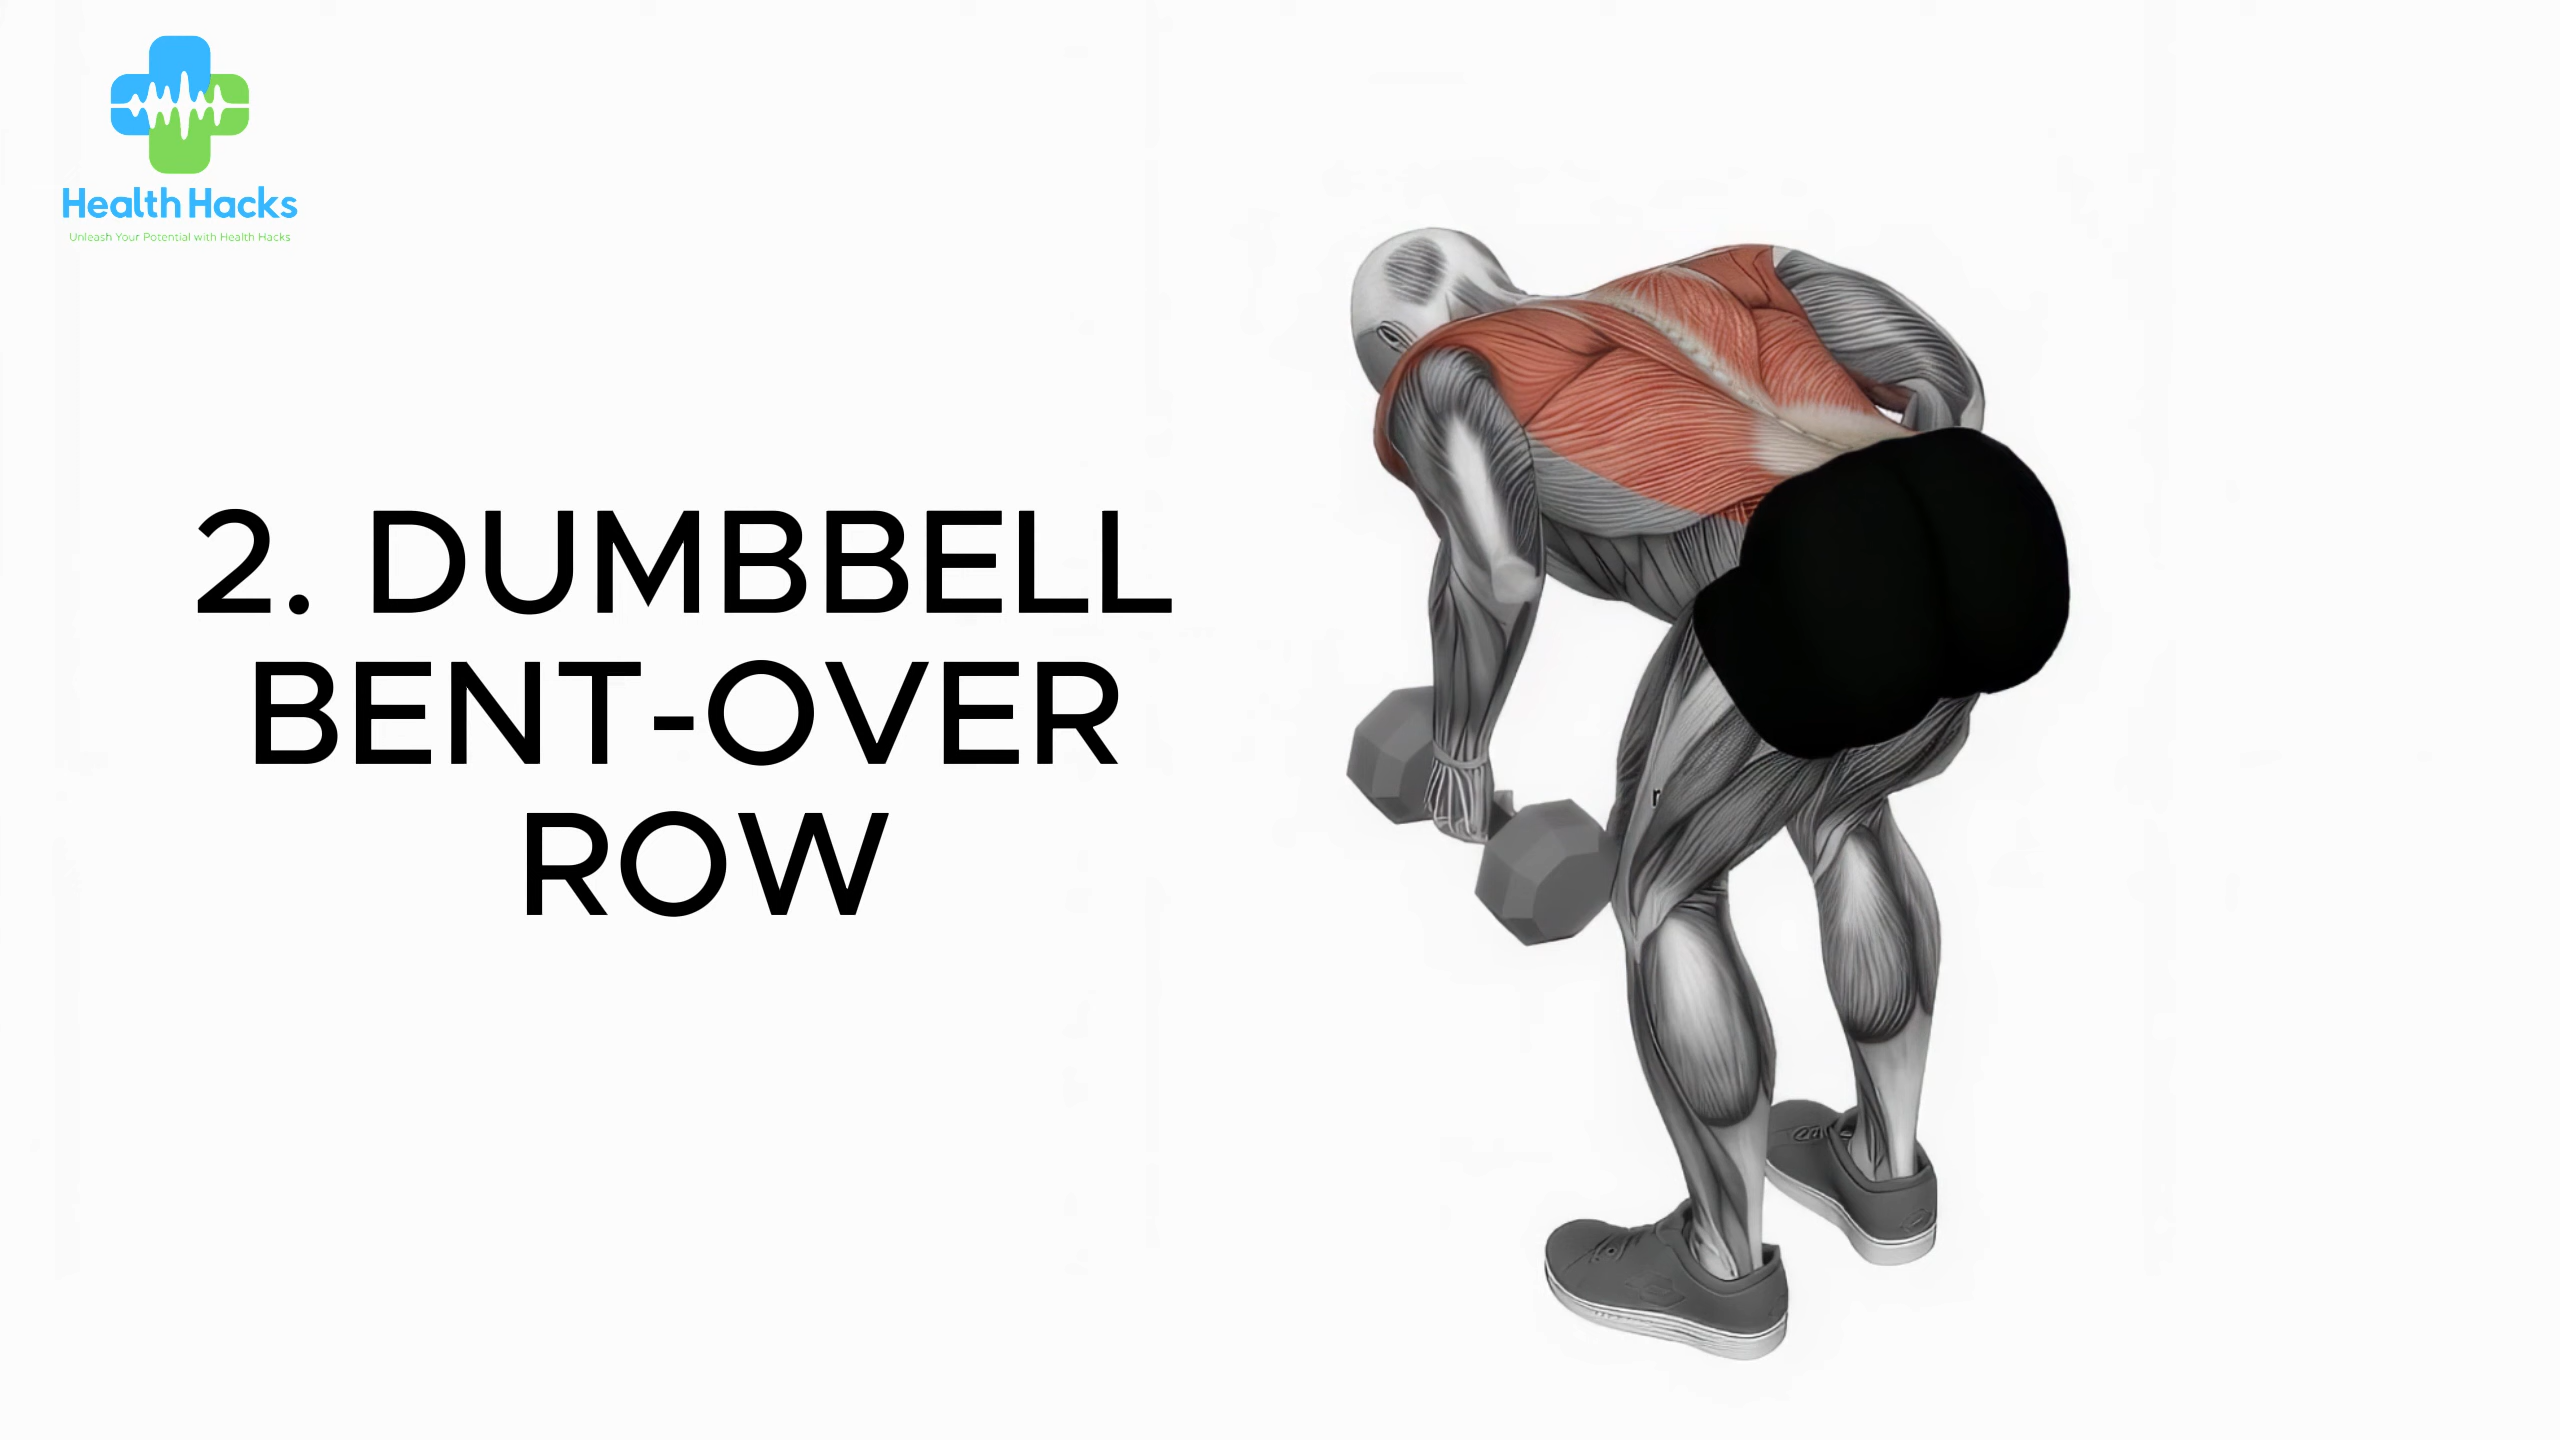 Health Hacks
Unleash Your Potential with Health Hacks
2. DUMBBELL
BENT-OVER
ROW
r